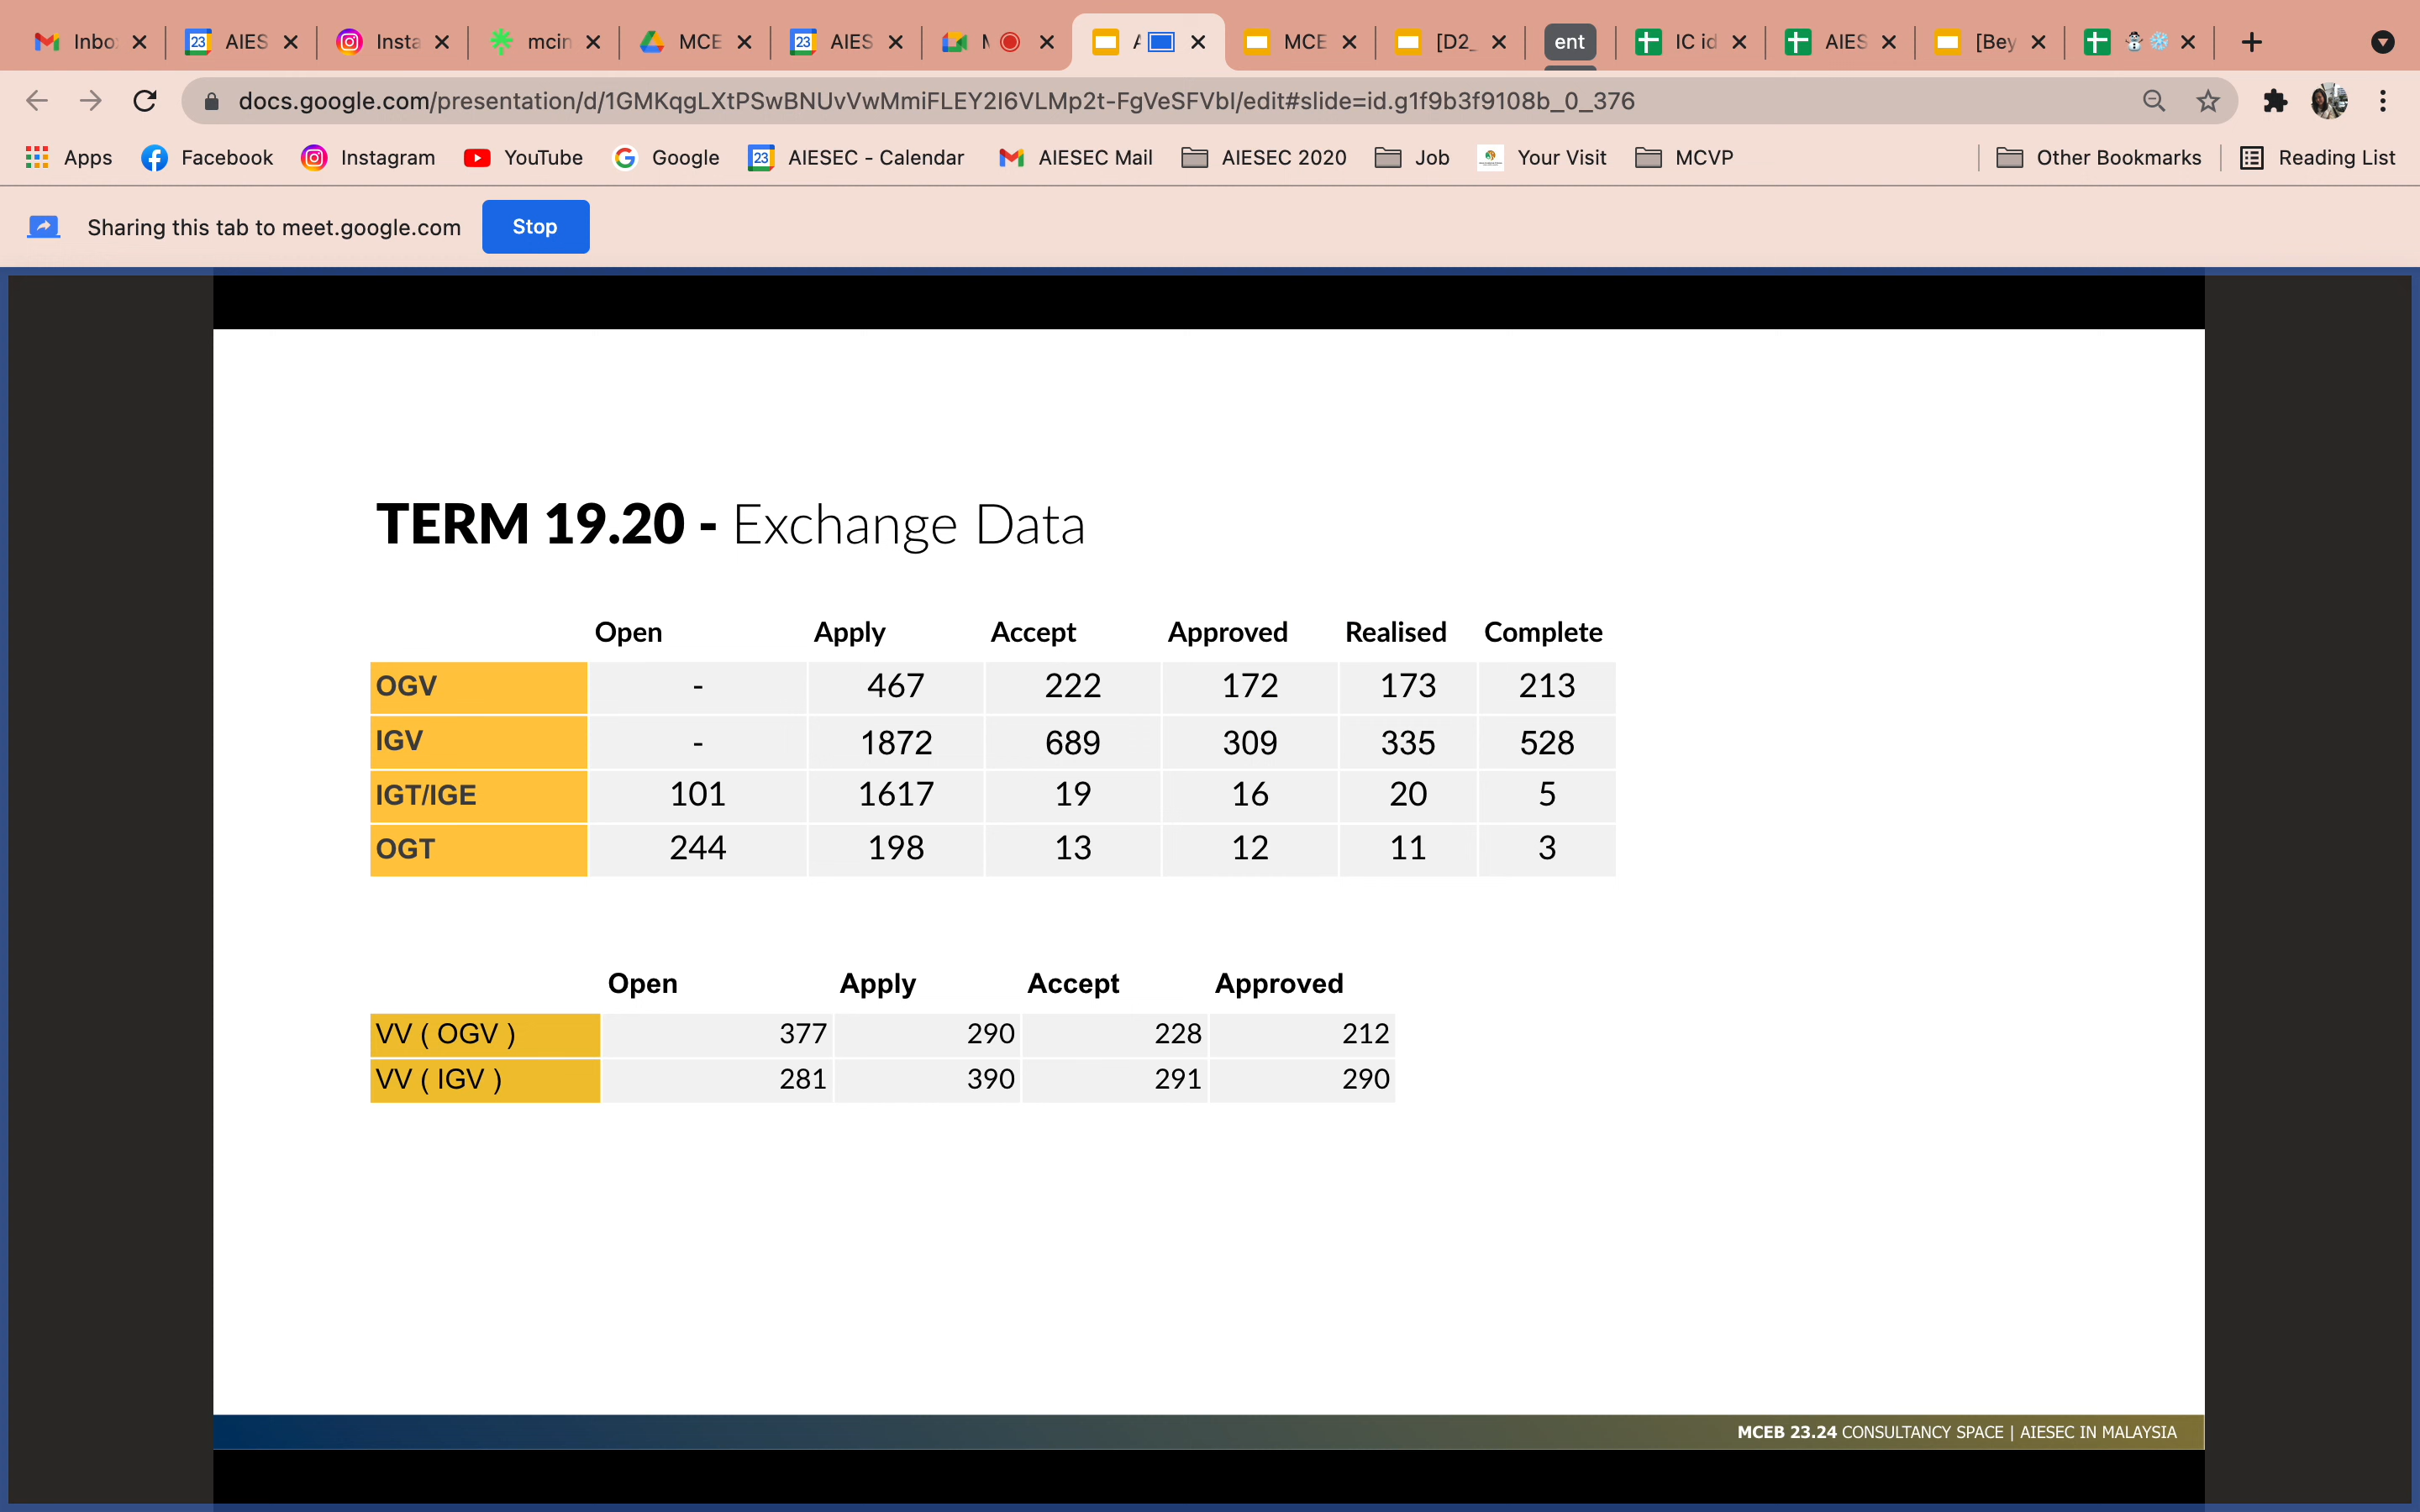 Inbo AIES Insta mcin MCE AIES MCE [D2_ ent IC id AIES [Bey
docs.google.com/presentation/d/1GMKqgLXtPSwBNUvVwMmiFLEY2I6VLMp2t-FgVeSFVbI/edit#slide=id.g1f9b3f9108b_0_376
Apps Facebook Instagram YouTube Google 23 AIESEC - Calendar AIESEC Mail AIESEC 2020 Job Your Visit MCVP Other Bookmarks Reading List
Sharing this tab to meet.google.com Stop
TERM 19.20 - Exchange Data
Open Apply Accept Approved Realised Complete
OGV - 467 222 172 173 213
IGV - 1872 689 309 335 528
IGT/IGE 101 1617 19 16 20 5
OGT 244 198 13 12 11 3
Open Apply Accept Approved
VV ( OGV ) 377 290 228 212
VV ( IGV ) 281 390 291 290
MCEB 23.24 CONSULTANCY SPACE | AIESEC IN MALAYSIA